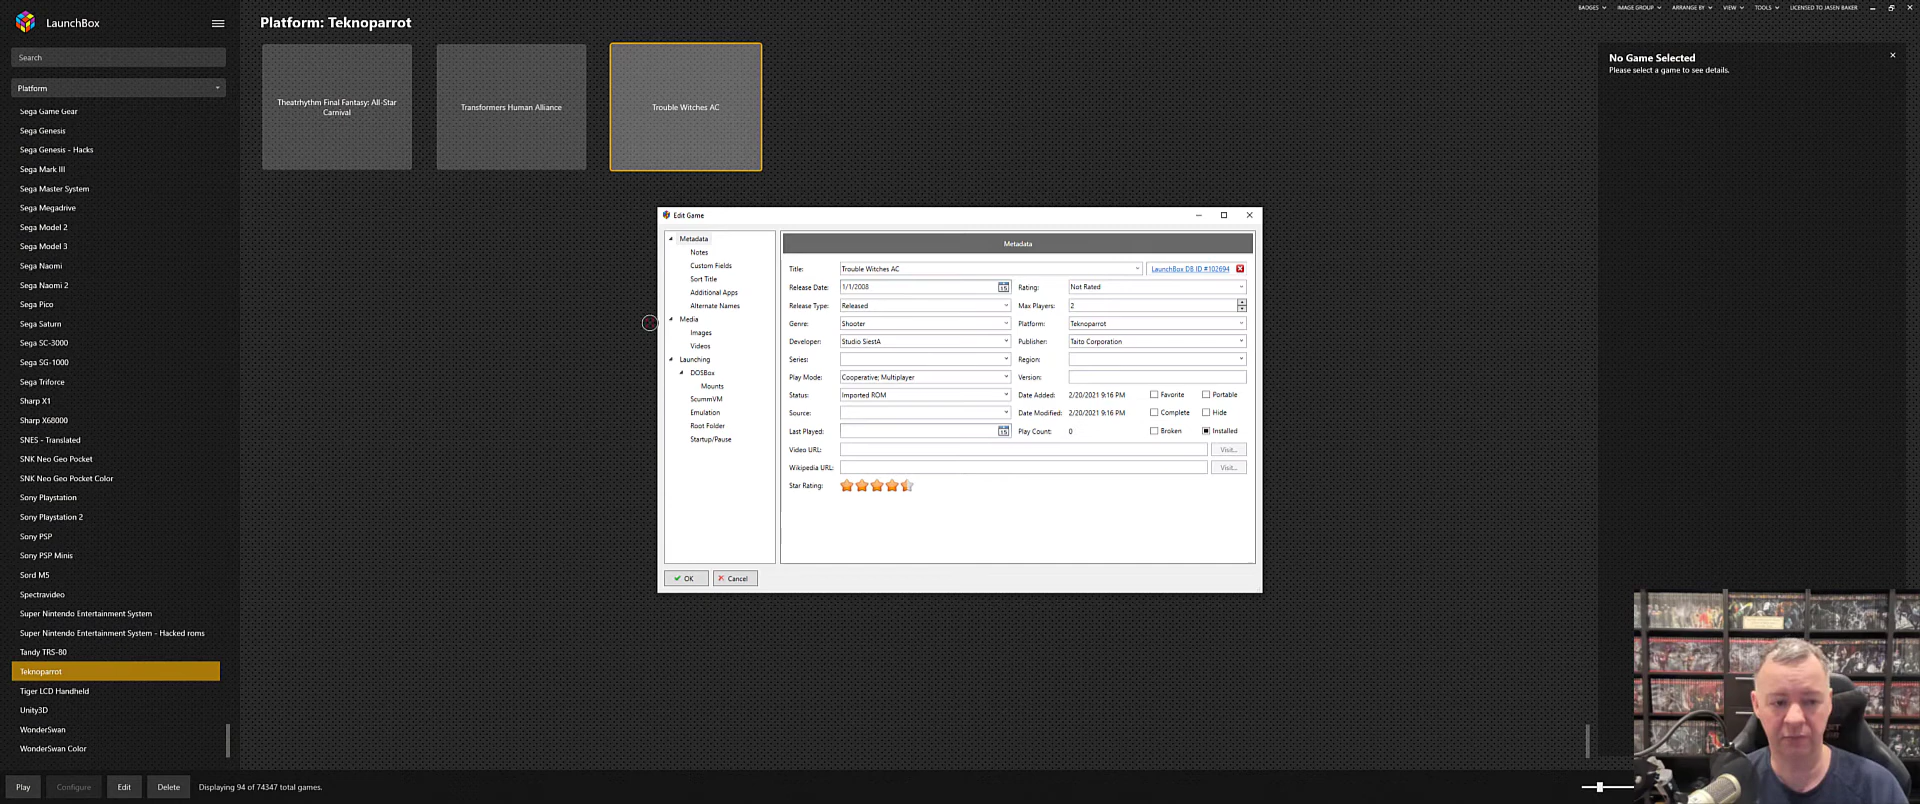 LaunchBox
Search
Platform
Sega Game Gear
Sega Genesis
Sega Genesis - Hacks
Sega Mark III
Sega Master System
Sega Megadrive
Sega Model 2
Sega Model 3
Sega Naomi
Sega Naomi 2
Sega Pico
Sega Saturn
Sega SC-3000
Sega SG-1000
Sega Triforce
Sharp X1
Sharp X68000
SNES - Translated
SNK Neo Geo Pocket
SNK Neo Geo Pocket Color
Sony Playstation
Sony Playstation 2
Sony PSP
Sony PSP Minis
Sord M5
Spectravideo
Super Nintendo Entertainment System
Super Nintendo Entertainment System - Hacked roms
Tandy TRS-80
Teknoparrot
Tiger LCD Handheld
Unity3D
WonderSwan
WonderSwan Color
Play Configure Edit Delete Displaying 94 of 74347 total games.
Platform: Teknoparrot
BADGES IMAGE GROUP ARRANGE BY VIEW TOOLS LICENSED TO JASEN BAKER
Theatrhythm Final Fantasy: All-Star
Carnival
Transformers Human Alliance
Trouble Witches AC
No Game Selected
Please select a game to see details.
Edit Game
Metadata
Notes
Custom Fields
Sort Title
Additional Apps
Alternate Names
Media
Images
Videos
Launching
DOSBox
Mounts
ScummVM
Emulation
Root Folder
Startup/Pause
Metadata
Title: Trouble Witches AC LaunchBox DB ID #102694
Release Date: 1/1/2008 15 Rating: Not Rated
Release Type: Released Max Players: 2
Genre: Shooter Platform: Teknoparrot
Developer: Studio SiestA Publisher: Taito Corporation
Series: Region:
Play Mode: Cooperative; Multiplayer Version:
Status: Imported ROM Date Added: 2/20/2021 9:16 PM Favorite Portable
Source: Date Modified: 2/20/2021 9:16 PM Complete Hide
Last Played: 15 Play Count: 0 Broken Installed
Video URL: Visit...
Wikipedia URL: Visit...
Star Rating:
OK Cancel